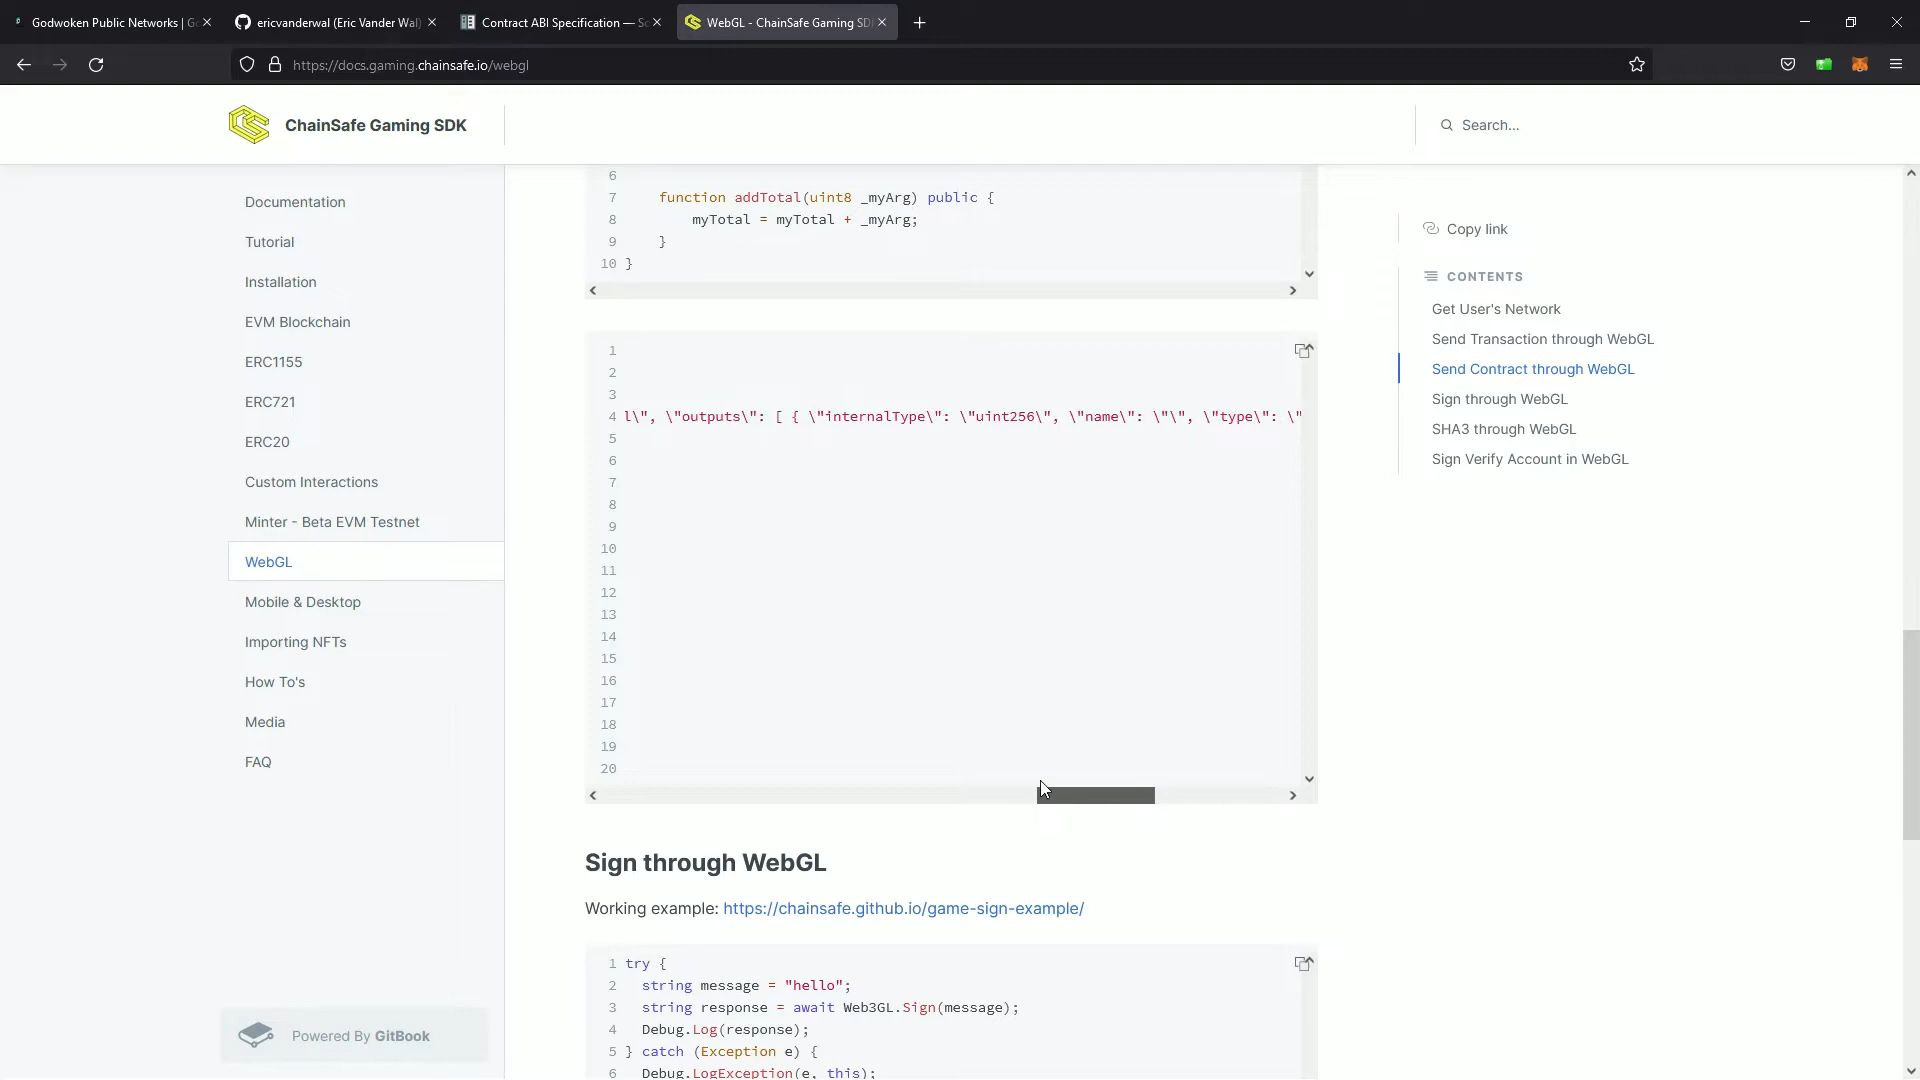 Godwoken Public Networks | Go
ericvanderwal (Eric Vander Wal)
Contract ABI Specification — So
WebGL - ChainSafe Gaming SDK
https://docs.gaming.chainsafe.io/webgl
ChainSafe Gaming SDK
Search...
Documentation
Tutorial
Installation
EVM Blockchain
ERC1155
ERC721
ERC20
Custom Interactions
Minter - Beta EVM Testnet
WebGL
Mobile & Desktop
Importing NFTs
How To's
Media
FAQ
Powered By GitBook
6
7 function addTotal(uint8 _myArg) public {
8 myTotal = myTotal + _myArg;
9 }
10 }
1
2
3
4 l\", \"outputs\": [ { \"internalType\": \"uint256\", \"name\": \"\", \"type\": \"
5
6
7
8
9
10
11
12
13
14
15
16
17
18
19
20
Sign through WebGL
Working example: https://chainsafe.github.io/game-sign-example/
1 try {
2 string message = "hello";
3 string response = await Web3GL.Sign(message);
4 Debug.Log(response);
5 } catch (Exception e) {
6 Debug.LogException(e, this);
Copy link
CONTENTS
Get User's Network
Send Transaction through WebGL
Send Contract through WebGL
Sign through WebGL
SHA3 through WebGL
Sign Verify Account in WebGL